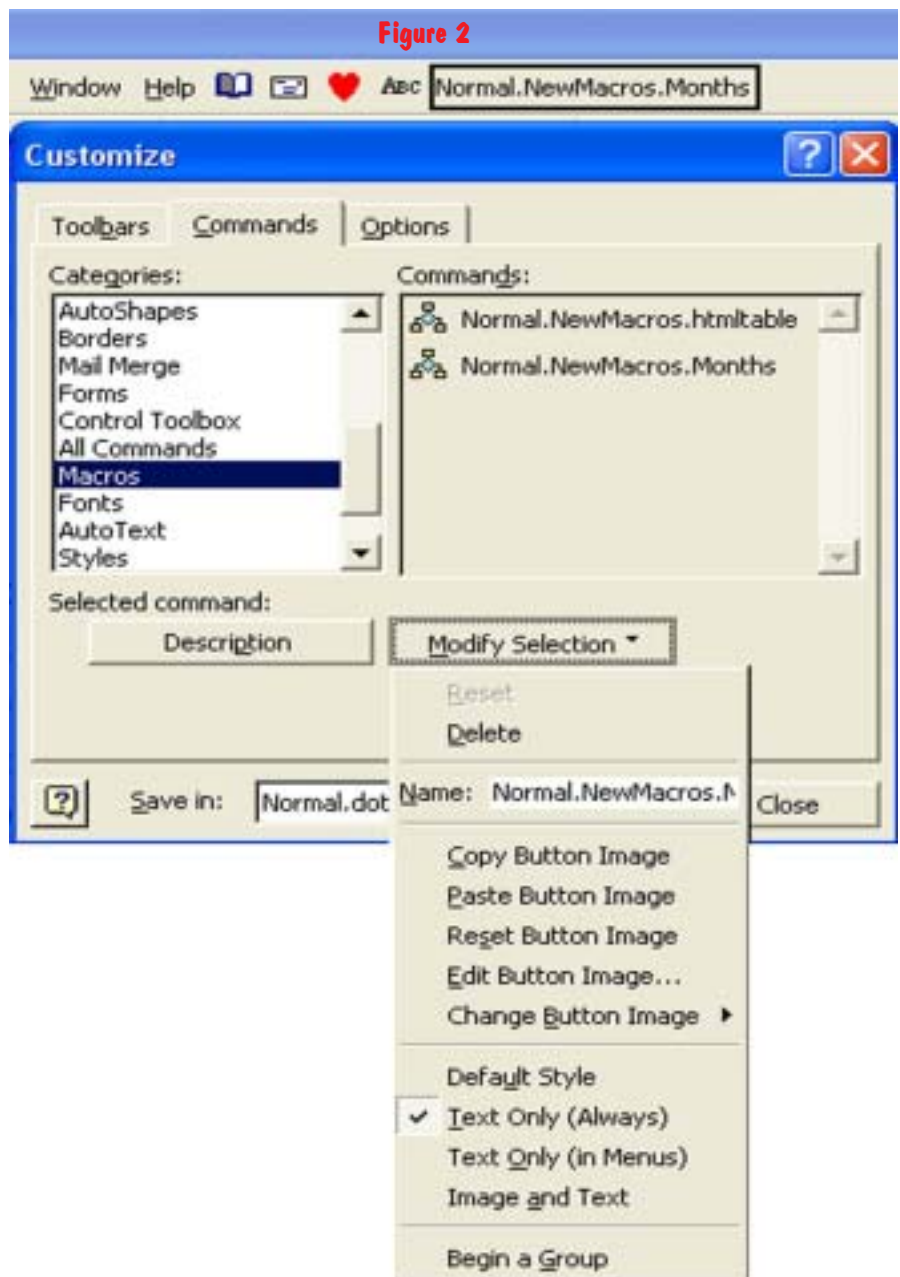 Figure 2
Window Help ABC Normal.NewMacros.Months
Customize
Toolbars Commands Options
Categories: Commands:
AutoShapes
Borders
Mail Merge
Forms
Control Toolbox
All Commands
Macros
Fonts
AutoText
Styles
Normal.NewMacros.htmltable
Normal.NewMacros.Months
Selected command:
Description Modify Selection
Reset
Delete
Save in: Normal.dot Name: Normal.NewMacros.M Close
Copy Button Image
Paste Button Image
Reset Button Image
Edit Button Image...
Change Button Image
Default Style
Text Only (Always)
Text Only (in Menus)
Image and Text
Begin a Group